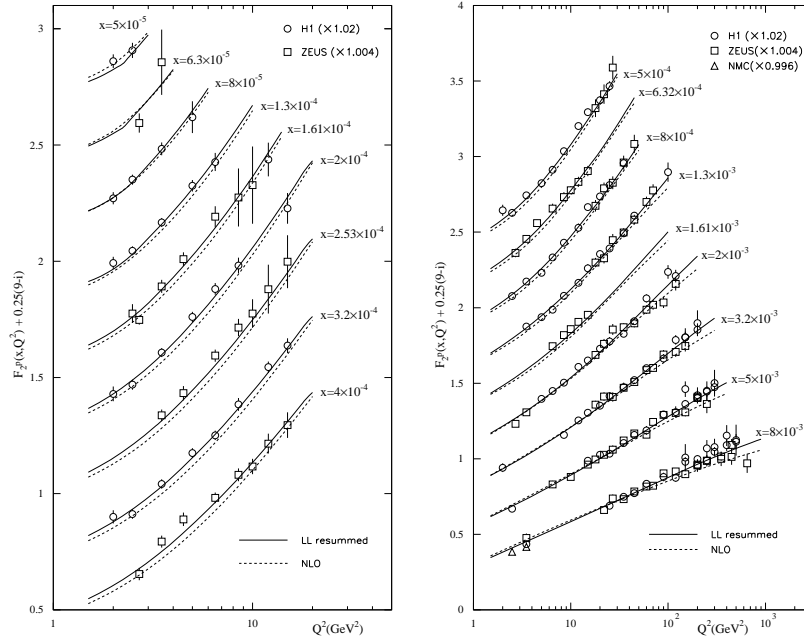 F₂ᵖ(x,Q²) + 0.25(9-i)
3
2.5
2
1.5
1
0.5
1
10
Q²(GeV²)
x=5×10⁻⁵
x=6.3×10⁻⁵
x=8×10⁻⁵
x=1.3×10⁻⁴
x=1.61×10⁻⁴
x=2×10⁻⁴
x=2.53×10⁻⁴
x=3.2×10⁻⁴
x=4×10⁻⁴
H1 (×1.02)
ZEUS (×1.004)
LL resummed
NLO
F₂ᵖ(x,Q²) + 0.25(9-i)
4
3.5
3
2.5
2
1.5
1
0.5
0
1
10
10²
10³
Q²(GeV²)
x=5×10⁻⁴
x=6.32×10⁻⁴
x=8×10⁻⁴
x=1.3×10⁻³
x=1.61×10⁻³
x=2×10⁻³
x=3.2×10⁻³
x=5×10⁻³
x=8×10⁻³
H1 (×1.02)
ZEUS(×1.004)
NMC(×0.996)
LL resummed
NLO